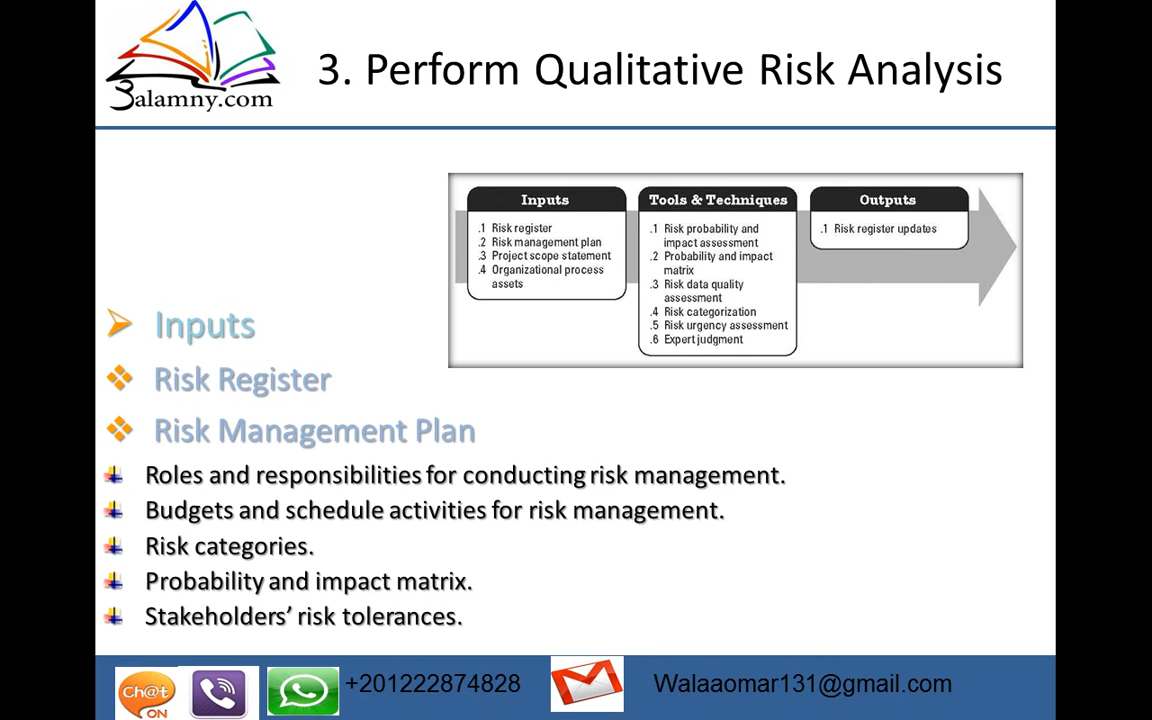 3alamny.com
3. Perform Qualitative Risk Analysis
Inputs
.1 Risk register
.2 Risk management plan
.3 Project scope statement
.4 Organizational process
assets
Tools & Techniques
.1 Risk probability and
impact assessment
.2 Probability and impact
matrix
.3 Risk data quality
assessment
.4 Risk categorization
.5 Risk urgency assessment
.6 Expert judgment
Outputs
.1 Risk register updates
Inputs
Risk Register
Risk Management Plan
Roles and responsibilities for conducting risk management.
Budgets and schedule activities for risk management.
Risk categories.
Probability and impact matrix.
Stakeholders’ risk tolerances.
Ch@t
ON
+201222874828
Walaaomar131@gmail.com